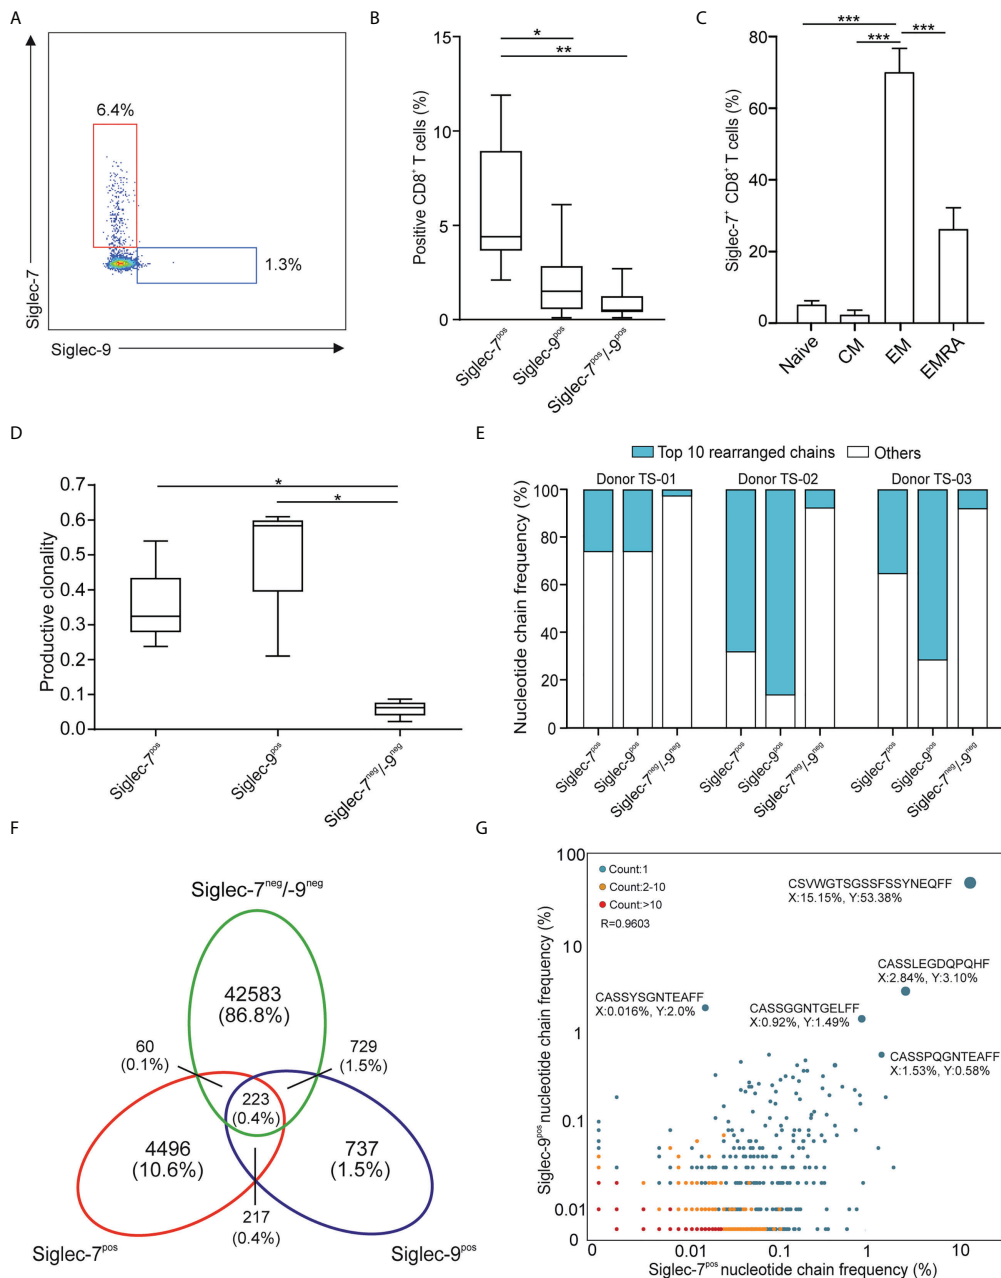 A
Siglec-7
6.4%
1.3%
Siglec-9
B
Positive CD8⁺ T cells (%)
15
10
5
0
*
**
Siglec-7ᵖᵒˢ
Siglec-9ᵖᵒˢ
Siglec-7ᵖᵒˢ/-9ᵖᵒˢ
C
Siglec-7⁺ CD8⁺ T cells (%)
80
60
40
20
0
***
***
***
Naive
CM
EM
EMRA
D
Productive clonality
0.7
0.6
0.5
0.4
0.3
0.2
0.1
0.0
*
*
Siglec-7ᵖᵒˢ
Siglec-9ᵖᵒˢ
Siglec-7ⁿᵉᵍ/-9ⁿᵉᵍ
E
Top 10 rearranged chains
Others
Donor TS-01
Donor TS-02
Donor TS-03
Nucleotide chain frequency (%)
100
80
60
40
20
0
Siglec-7ᵖᵒˢ
Siglec-9ᵖᵒˢ
Siglec-7ⁿᵉᵍ/-9ⁿᵉᵍ
Siglec-7ᵖᵒˢ
Siglec-9ᵖᵒˢ
Siglec-7ⁿᵉᵍ/-9ⁿᵉᵍ
Siglec-7ᵖᵒˢ
Siglec-9ᵖᵒˢ
Siglec-7ⁿᵉᵍ/-9ⁿᵉᵍ
F
Siglec-7ⁿᵉᵍ/-9ⁿᵉᵍ
42583
(86.8%)
60
(0.1%)
729
(1.5%)
223
(0.4%)
4496
(10.6%)
737
(1.5%)
217
(0.4%)
Siglec-7ᵖᵒˢ
Siglec-9ᵖᵒˢ
G
Siglec-9ᵖᵒˢ nucleotide chain frequency (%)
100
10
1
0.1
0.01
0
Count:1
Count:2-10
Count:>10
R=0.9603
CSVWGTSGSSFSSYNEQFF
X:15.15%, Y:53.38%
CASSLEGDQPQHF
X:2.84%, Y:3.10%
CASSYSGNTEAFF
X:0.016%, Y:2.0%
CASSGGNTGELFF
X:0.92%, Y:1.49%
CASSPQGNTEAFF
X:1.53%, Y:0.58%
0
0.01
0.1
1
10
Siglec-7ᵖᵒˢ nucleotide chain frequency (%)